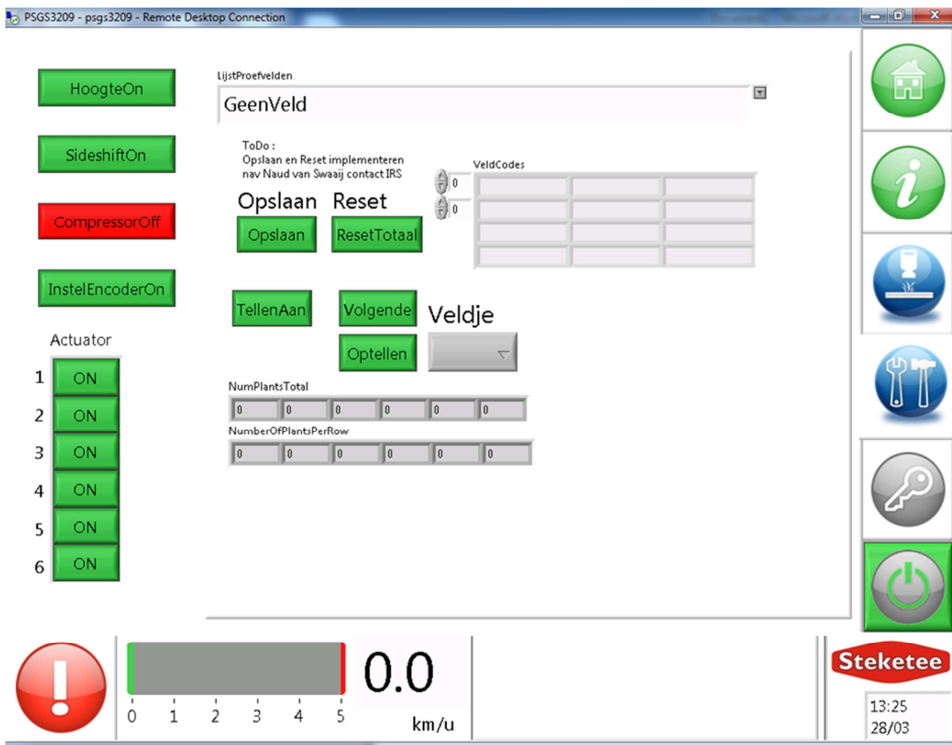 PSGS3209 - psgs3209 - Remote Desktop Connection
HoogteOn
SideshiftOn
CompressorOff
InstelEncoderOn
Actuator
1 ON
2 ON
3 ON
4 ON
5 ON
6 ON
LijstProefvelden
GeenVeld
ToDo :
Opslaan en Reset implementeren
nav Naud van Swaaij contact IRS
Opslaan Reset
Opslaan ResetTotaal
VeldCodes
0
0
TellenAan Volgende Veldje
Optellen
NumPlantsTotal
0 0 0 0 0 0
NumberOfPlantsPerRow
0 0 0 0 0 0
i
!
0 1 2 3 4 5
0.0
km/u
Steketee
13:25
28/03